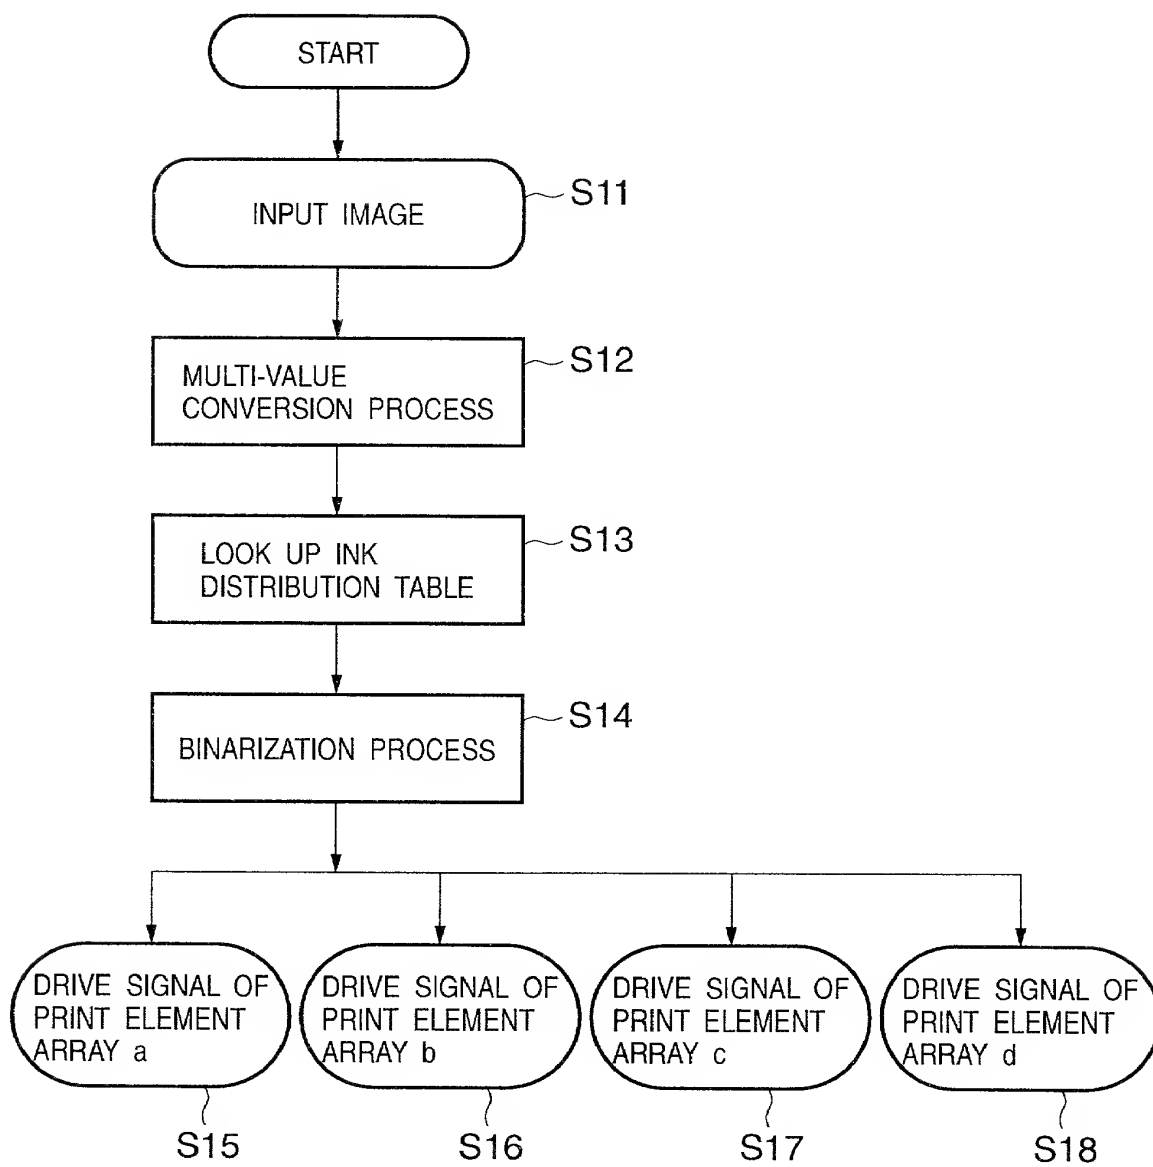 START
INPUT IMAGE
S11
MULTI-VALUE
CONVERSION PROCESS
S12
LOOK UP INK
DISTRIBUTION TABLE
S13
BINARIZATION PROCESS
S14
DRIVE SIGNAL OF
PRINT ELEMENT
ARRAY a
DRIVE SIGNAL OF
PRINT ELEMENT
ARRAY b
DRIVE SIGNAL OF
PRINT ELEMENT
ARRAY c
DRIVE SIGNAL OF
PRINT ELEMENT
ARRAY d
S15
S16
S17
S18